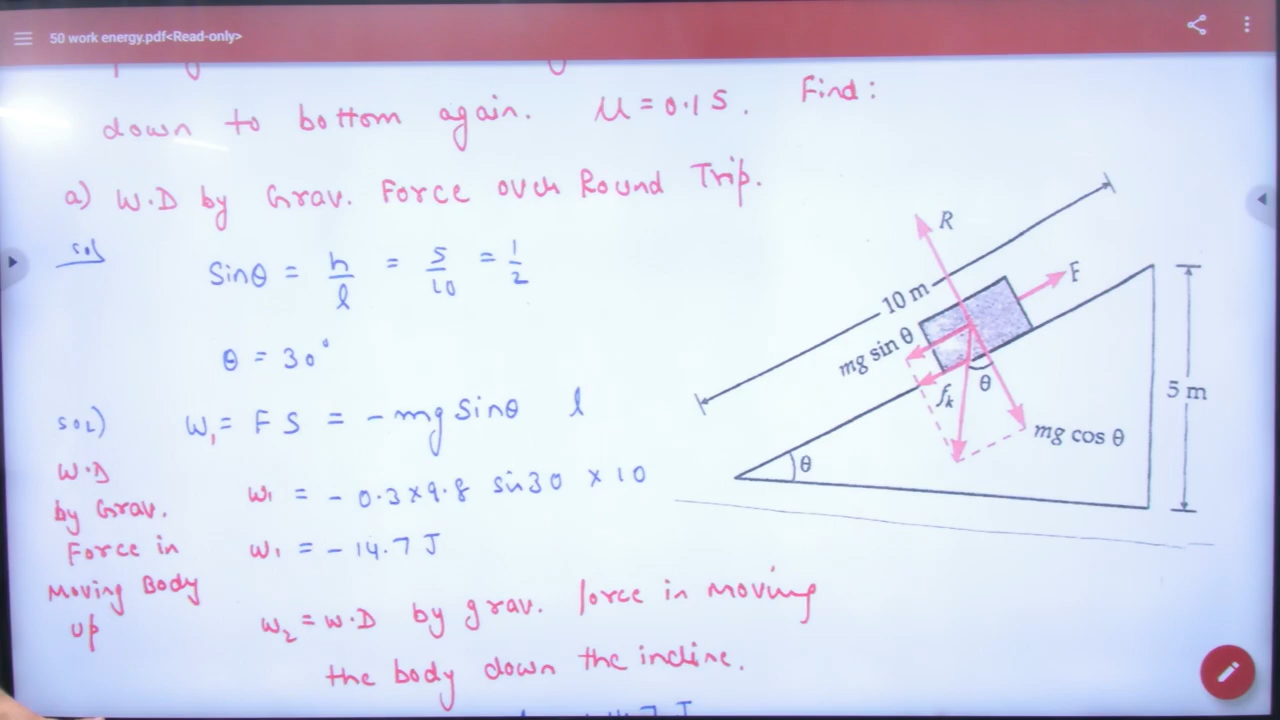 50 work energy.pdf<Read-only>
down to bottom again. μ = 0.15. Find:
a) W.D by Grav. Force over Round Trip.
sol
Sinθ = h/l = 5/10 = 1/2
θ = 30°
sol) W₁ = F S = - mg Sinθ l
W.D
by Grav.
Force in
Moving Body
up
W₁ = - 0.3×9.8 sin30 × 10
W₁ = - 14.7 J
W₂ = W.D by grav. force in moving
the body down the incline.
10 m
R
F
mg sin θ
fk
θ
mg cos θ
θ
5 m